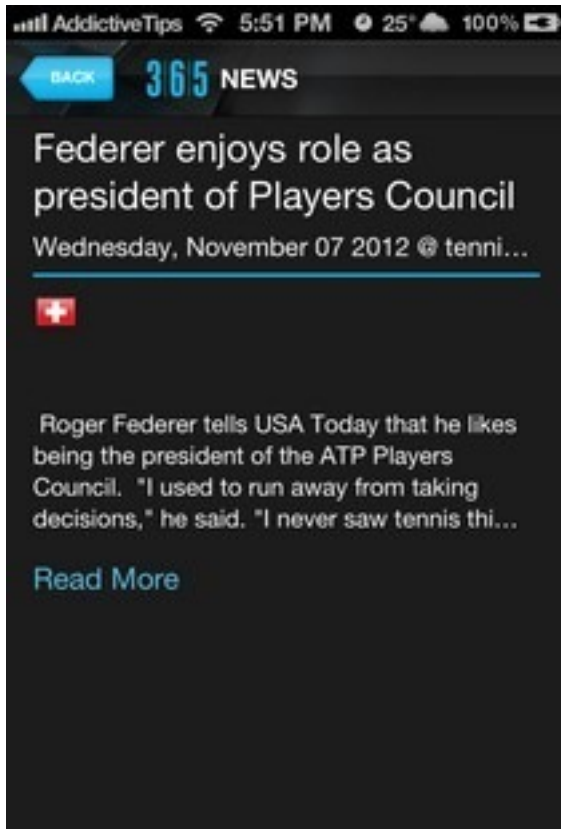 AddictiveTips 5:51 PM 25° 100%
BACK 365 NEWS
Federer enjoys role as
president of Players Council
Wednesday, November 07 2012 @ tenni...
Roger Federer tells USA Today that he likes
being the president of the ATP Players
Council. "I used to run away from taking
decisions," he said. "I never saw tennis thi...
Read More